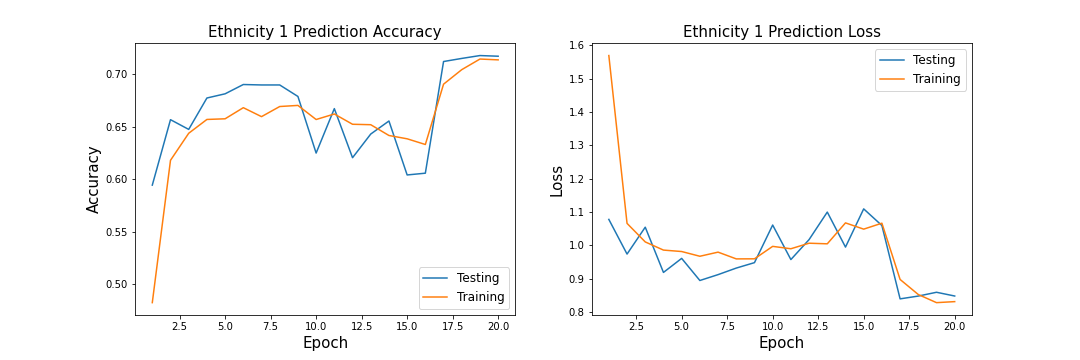 Ethnicity 1 Prediction Accuracy
Accuracy
0.70
0.65
0.60
0.55
0.50
2.5 5.0 7.5 10.0 12.5 15.0 17.5 20.0
Epoch
Testing
Training
Ethnicity 1 Prediction Loss
Loss
1.6
1.5
1.4
1.3
1.2
1.1
1.0
0.9
0.8
2.5 5.0 7.5 10.0 12.5 15.0 17.5 20.0
Epoch
Testing
Training